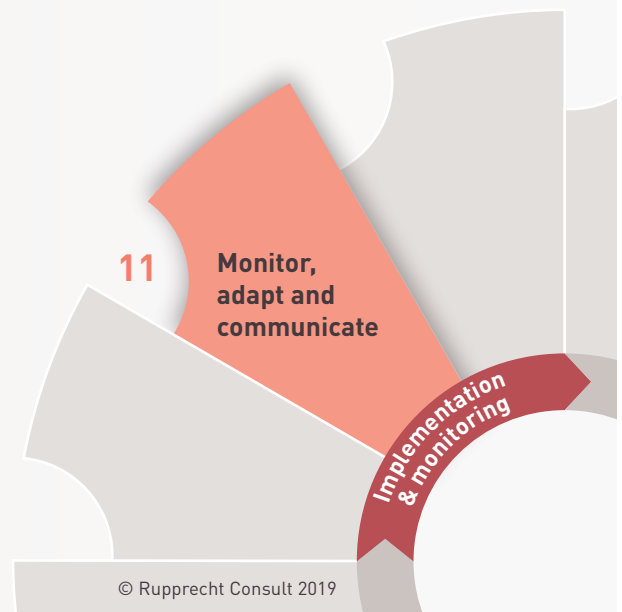 11
Monitor,
adapt and
communicate
Implementation
& monitoring
© Rupprecht Consult 2019